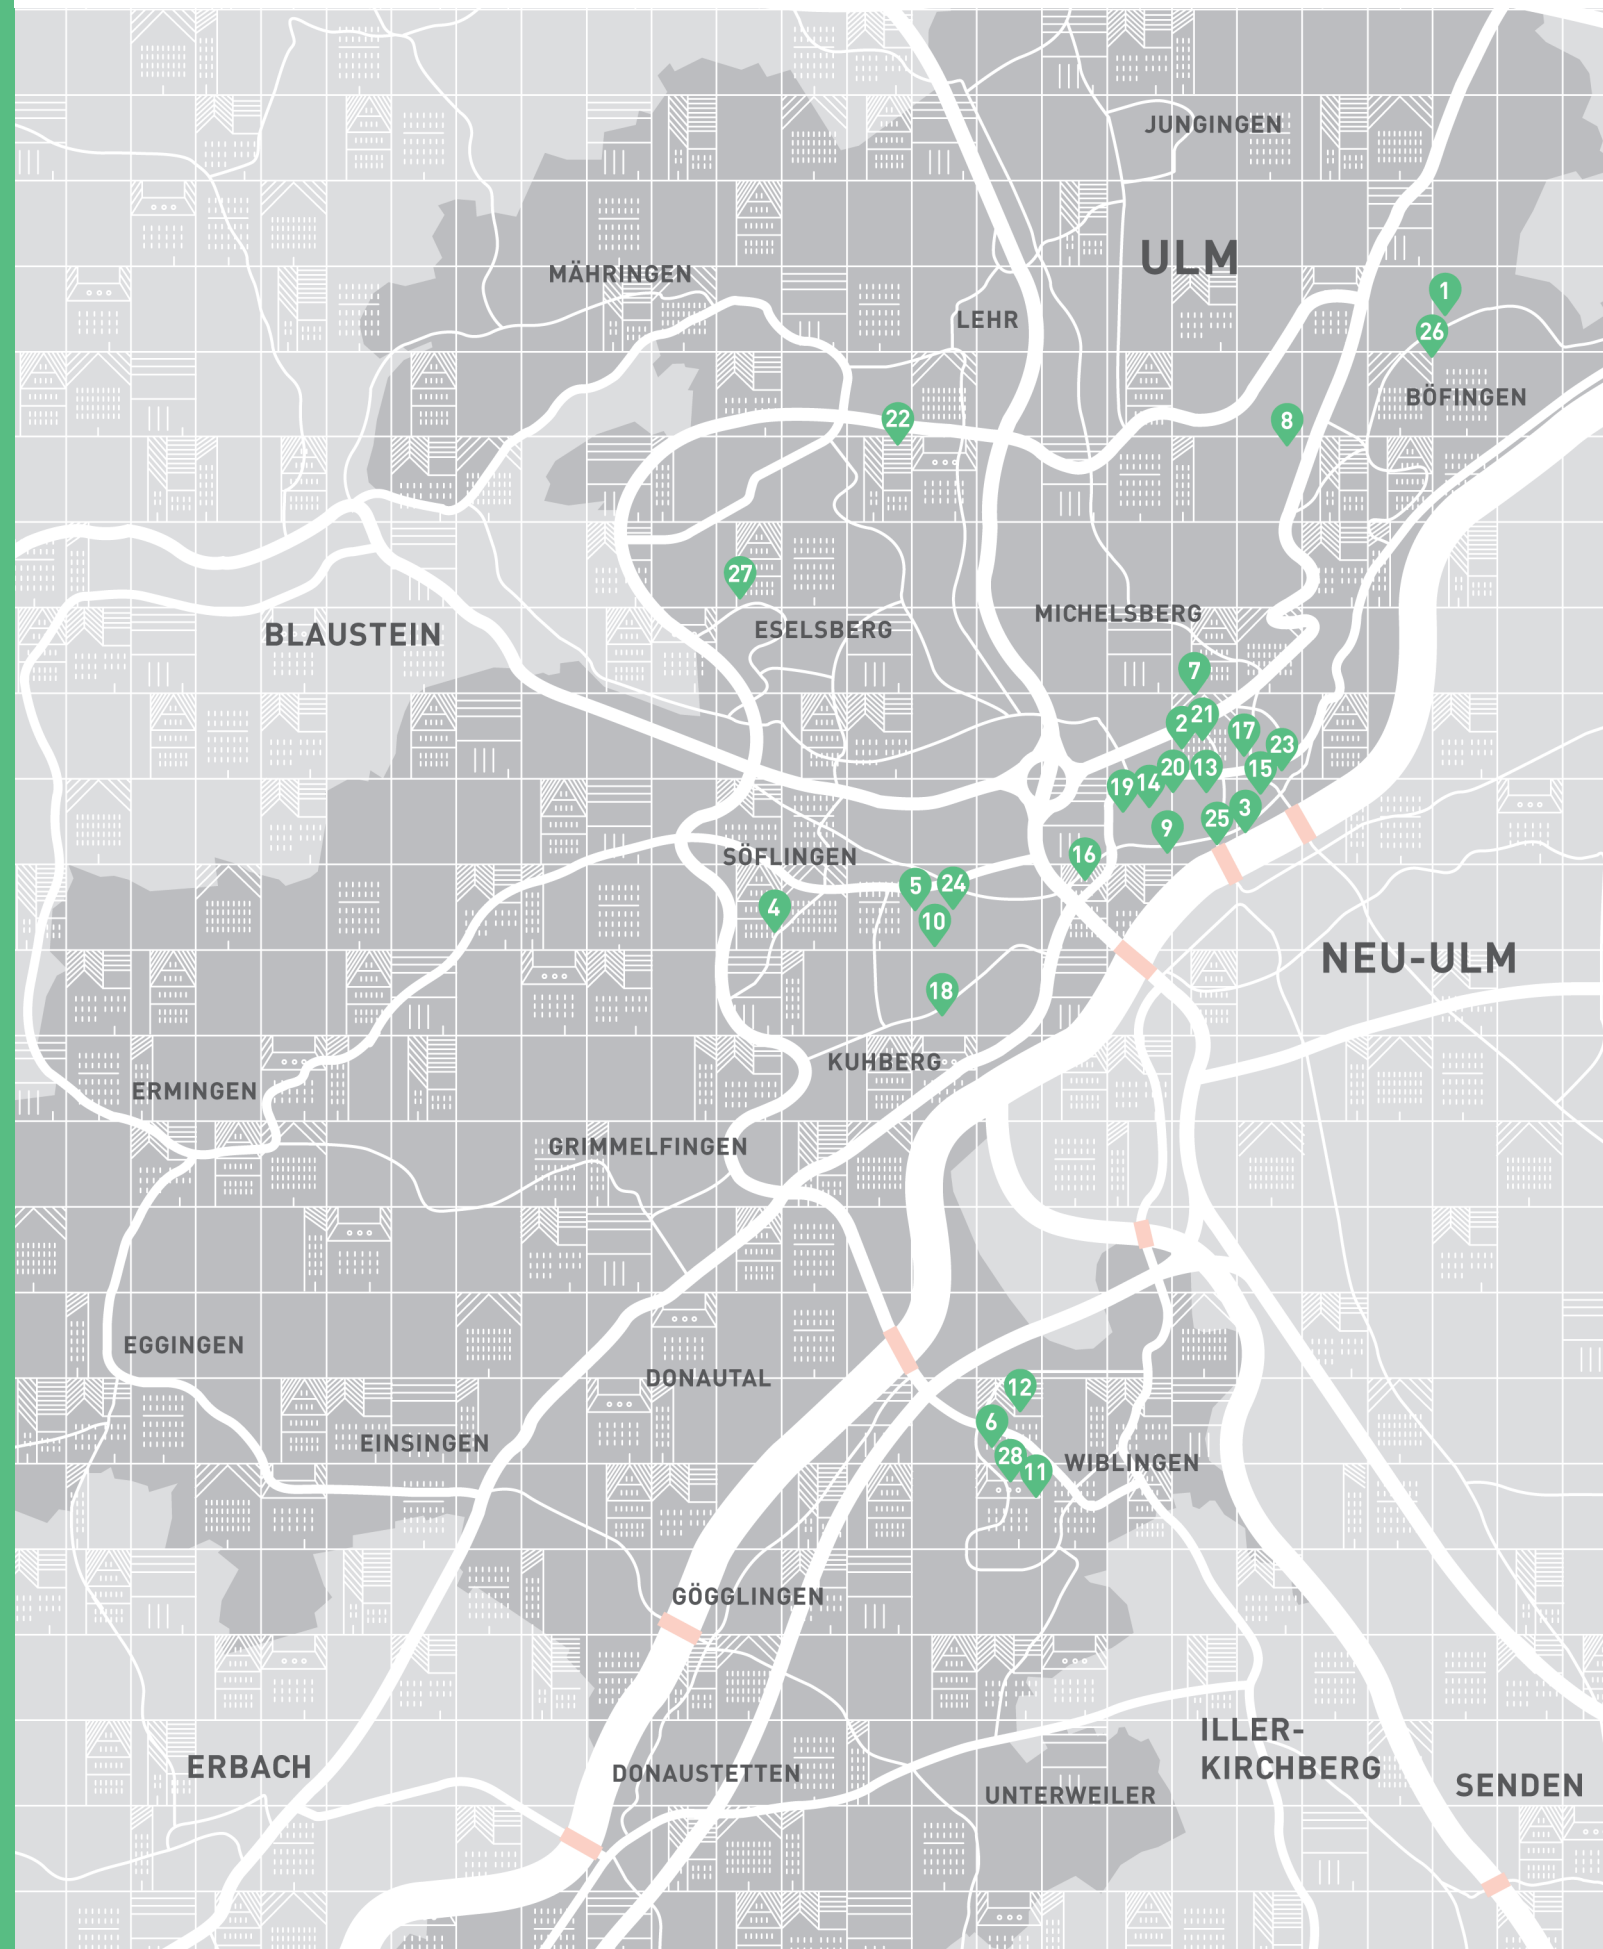 JUNGINGEN
ULM
MÄHRINGEN
1
LEHR
26
BÖFINGEN
22
8
27
MICHELSBERG
ESELSBERG
BLAUSTEIN
7
2
21
17
23
20
13
15
19
14
3
25
9
16
SÖFLINGEN
5
24
4
10
NEU-ULM
18
KUHBERG
ERMINGEN
GRIMMELFINGEN
EGGINGEN
DONAUTAL
12
6
EINSINGEN
28
11
WIBLINGEN
GÖGGLINGEN
ILLER-
KIRCHBERG
ERBACH
DONAUSTETTEN
SENDEN
UNTERWEILER